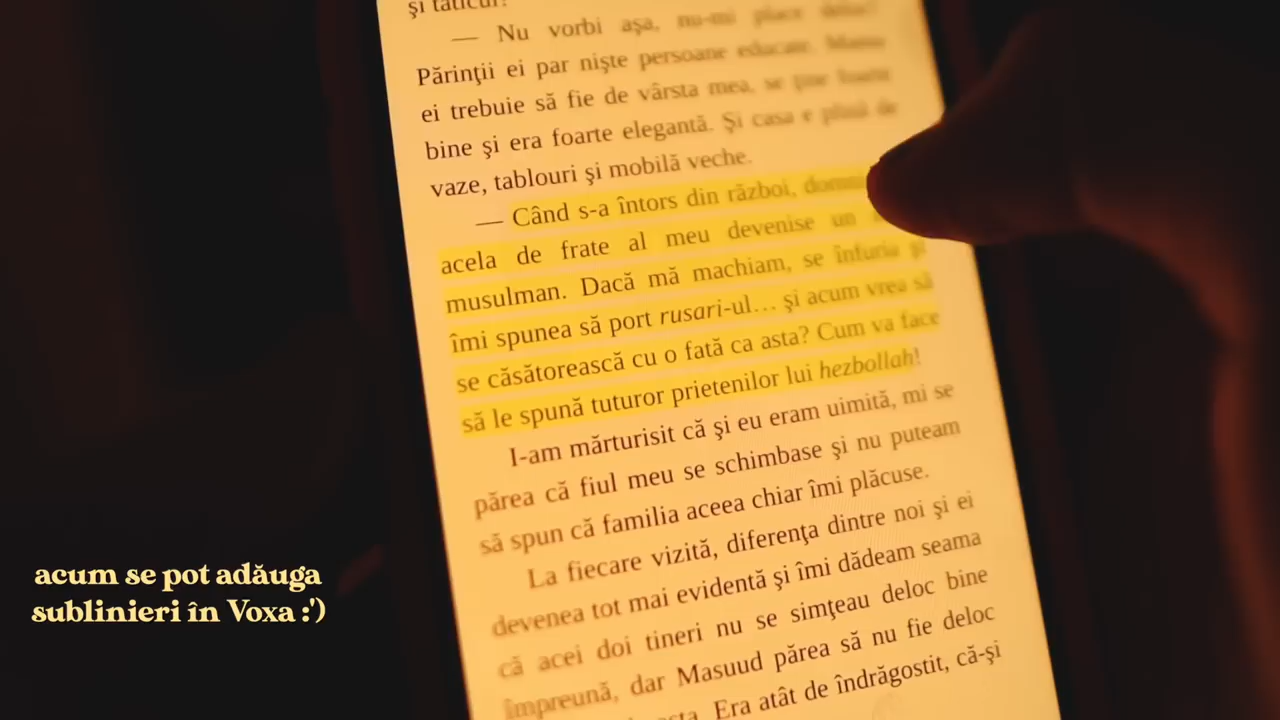 și taticul!
— Nu vorbi aşa, nu-mi place deloc!
Părinţii ei par nişte persoane educate. Mama
ei trebuie să fie de vârsta mea, se ţine foarte
bine şi era foarte elegantă. Şi casa e plină de
vaze, tablouri şi mobilă veche.
— Când s-a întors din război,
acela de frate al meu devenise un
musulman. Dacă mă machiam, se înfuria şi
îmi spunea să port rusari-ul… şi acum vrea să
se căsătorească cu o fată ca asta? Cum va face
să le spună tuturor prietenilor lui hezbollah!
I-am mărturisit că şi eu eram uimită, mi se
părea că fiul meu se schimbase şi nu puteam
să spun că familia aceea chiar îmi plăcuse.
La fiecare vizită, diferenţa dintre noi şi ei
devenea tot mai evidentă şi îmi dădeam seama
că acei doi tineri nu se simţeau deloc bine
împreună, dar Masuud părea să nu fie deloc
Era atât de îndrăgostit, că-şi
acum se pot adăuga
sublinieri în Voxa :')